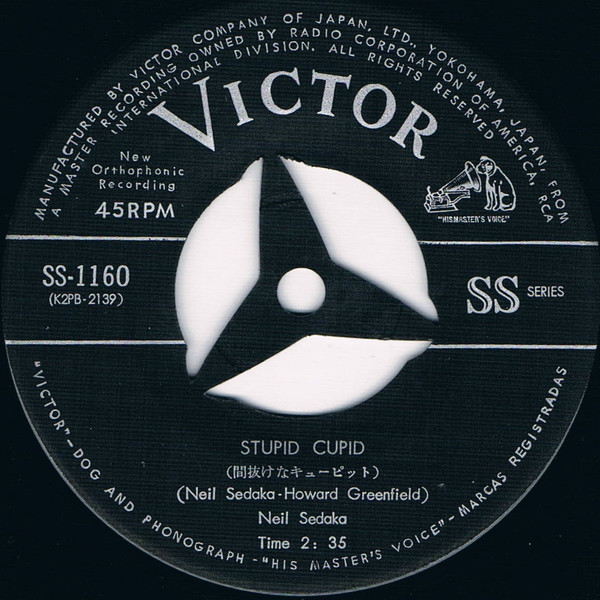 MANUFACTURED BY VICTOR COMPANY OF JAPAN, LTD., YOKOHAMA, JAPAN, FROM
A MASTER RECORDING OWNED BY RADIO CORPORATION OF AMERICA, RCA
INTERNATIONAL DIVISION. ALL RIGHTS RESERVED
VICTOR
New
Orthophonic
Recording
45RPM
"HIS MASTER'S VOICE"
SS-1160
(K2PB-2139)
SS SERIES
STUPID CUPID
(間抜けなキューピット)
(Neil Sedaka-Howard Greenfield)
Neil Sedaka
Time 2: 35
"VICTOR"-DOG AND PHONOGRAPH-"HIS MASTER'S VOICE"-MARCAS REGISTRADAS